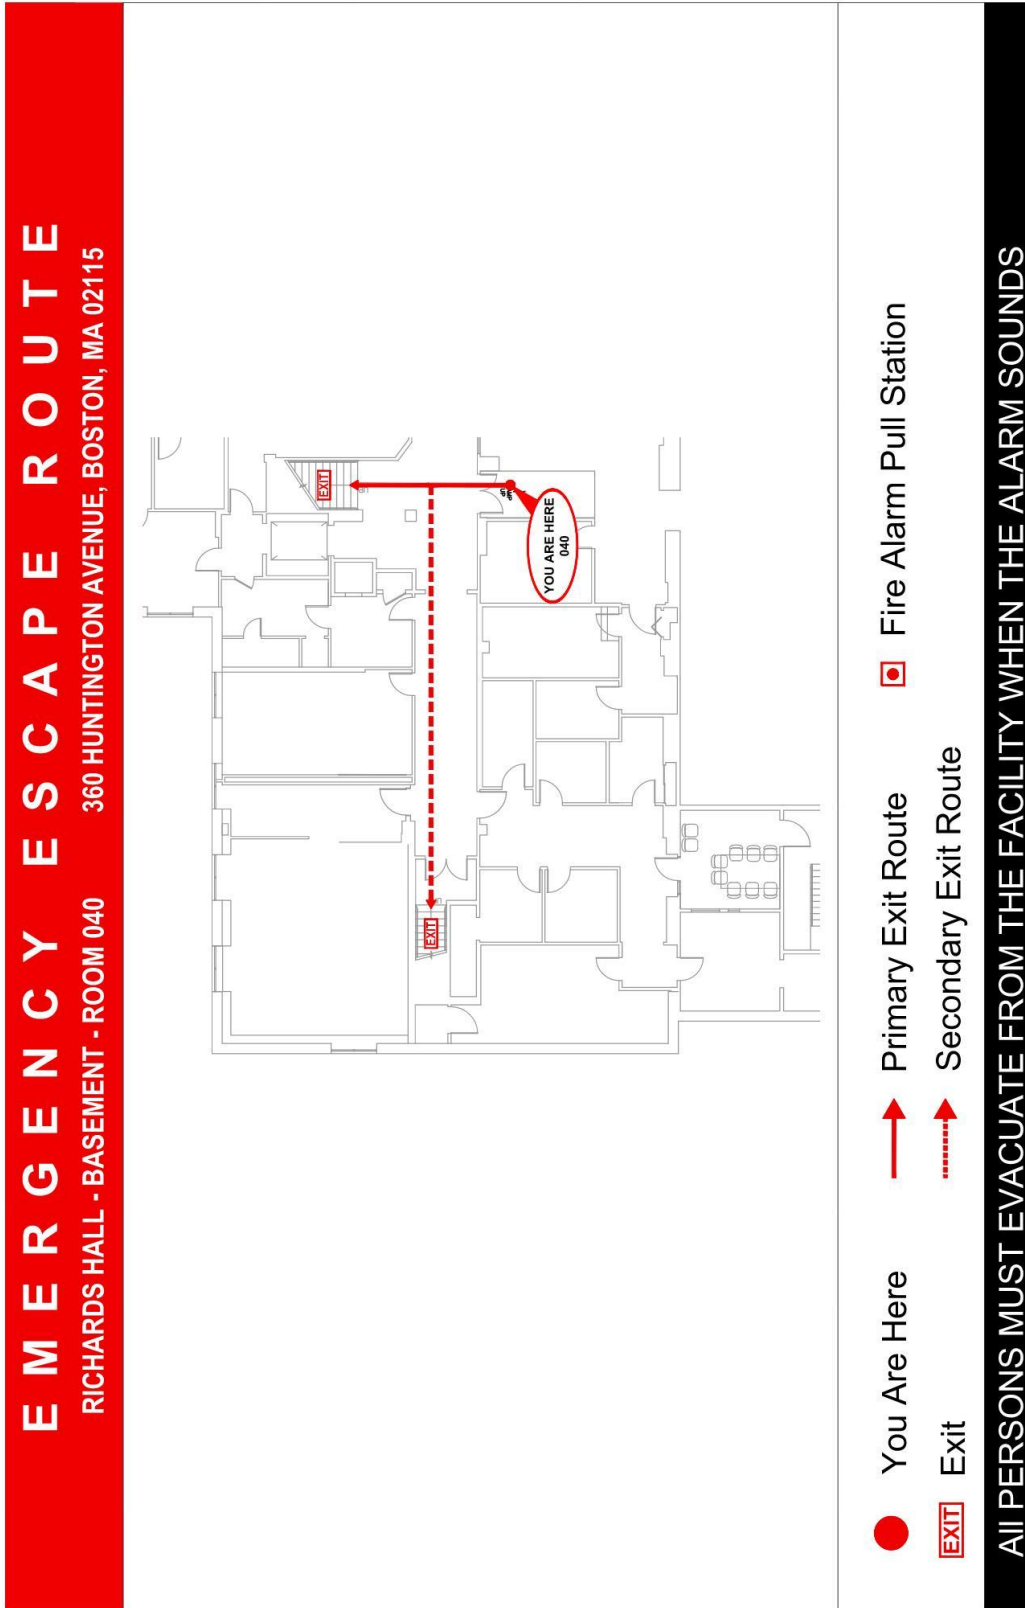 EMERGENCY ESCAPE ROUTE
RICHARDS HALL - BASEMENT - ROOM 040 360 HUNTINGTON AVENUE, BOSTON, MA 02115
EXIT
EXIT
YOU ARE HERE
040
UP
You Are Here
Primary Exit Route
Fire Alarm Pull Station
EXIT Exit
Secondary Exit Route
All PERSONS MUST EVACUATE FROM THE FACILITY WHEN THE ALARM SOUNDS